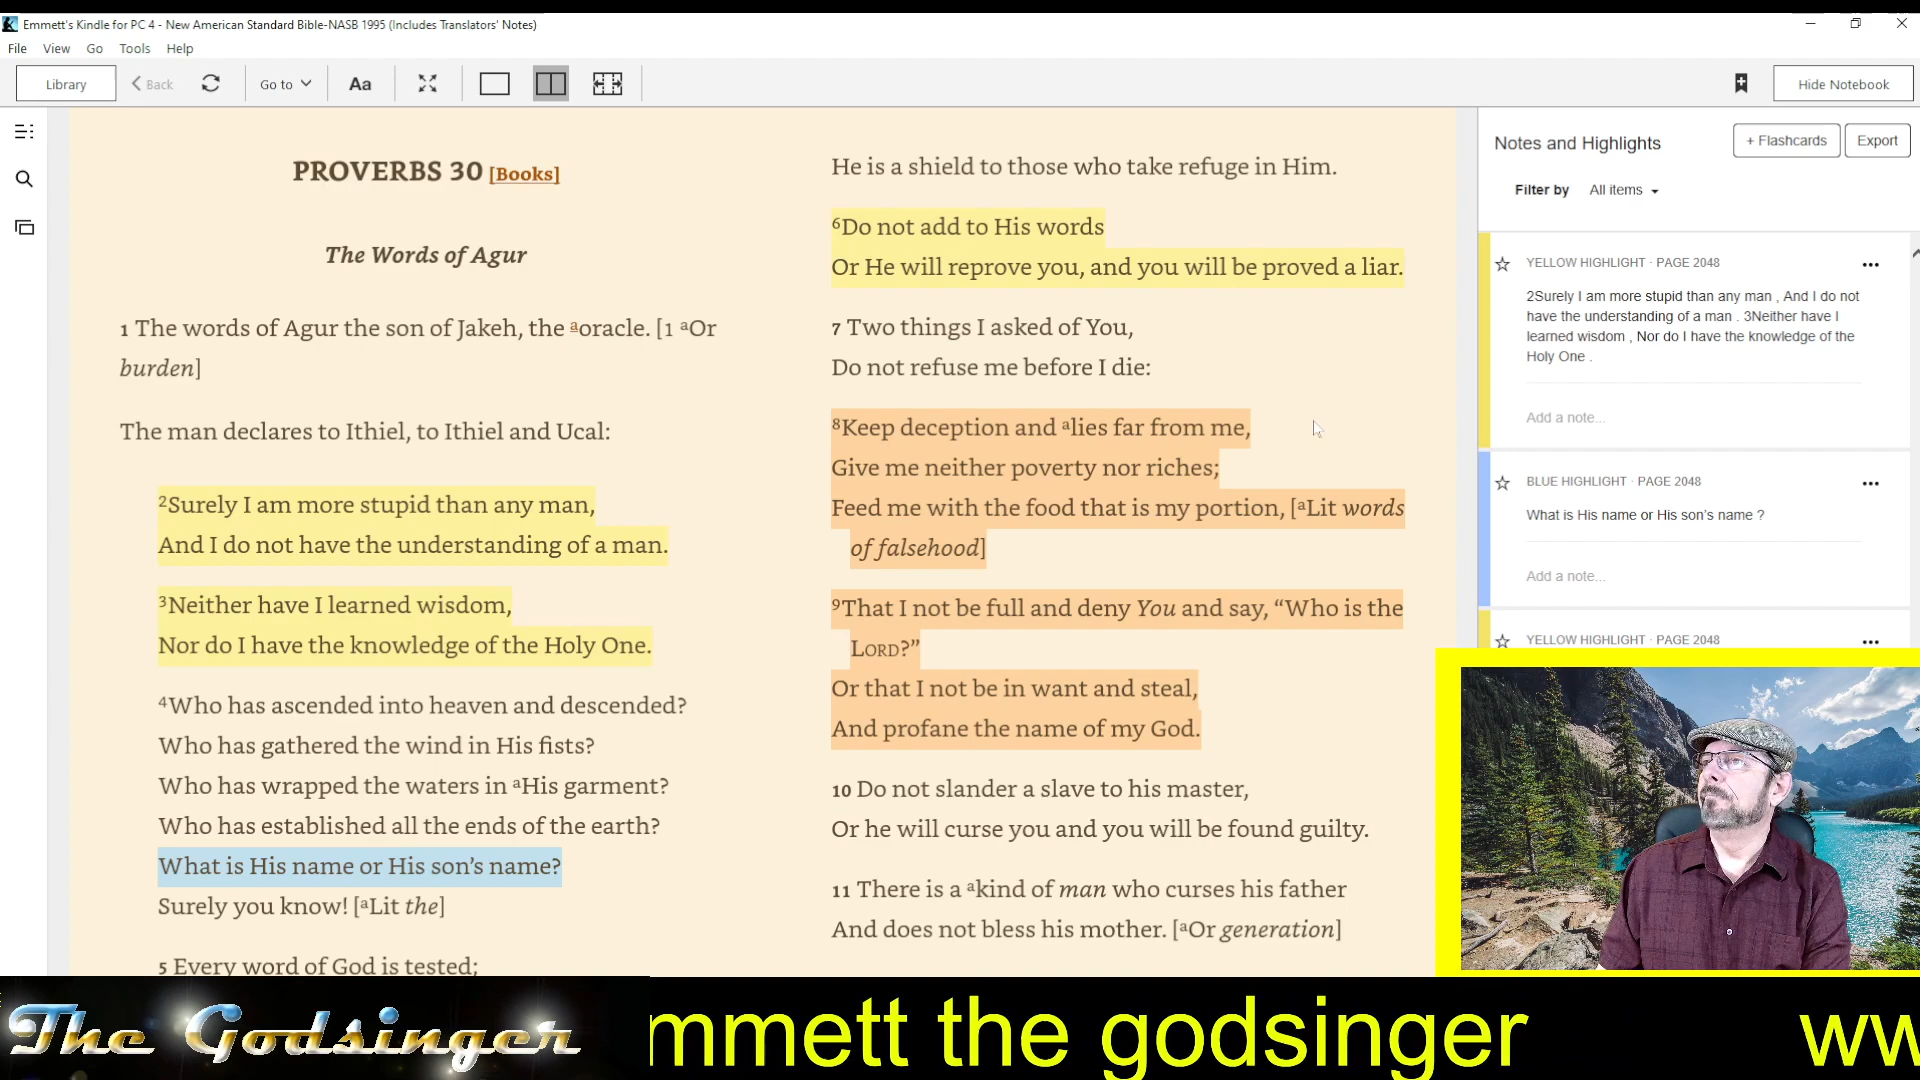 Emmett's Kindle for PC 4 - New American Standard Bible-NASB 1995 (Includes Translators' Notes)
File View Go Tools Help
Library Back Go to Aa Hide Notebook
PROVERBS 30 [Books]
The Words of Agur
1 The words of Agur the son of Jakeh, the aoracle. [1 aOr
burden]
The man declares to Ithiel, to Ithiel and Ucal:
2Surely I am more stupid than any man,
And I do not have the understanding of a man.
3Neither have I learned wisdom,
Nor do I have the knowledge of the Holy One.
4Who has ascended into heaven and descended?
Who has gathered the wind in His fists?
Who has wrapped the waters in aHis garment?
Who has established all the ends of the earth?
What is His name or His son’s name?
Surely you know! [aLit the]
5 Every word of God is tested;
He is a shield to those who take refuge in Him.
6Do not add to His words
Or He will reprove you, and you will be proved a liar.
7 Two things I asked of You,
Do not refuse me before I die:
8Keep deception and alies far from me,
Give me neither poverty nor riches;
Feed me with the food that is my portion, [aLit words
of falsehood]
9That I not be full and deny You and say, “Who is the
LORD?”
Or that I not be in want and steal,
And profane the name of my God.
10 Do not slander a slave to his master,
Or he will curse you and you will be found guilty.
11 There is a akind of man who curses his father
And does not bless his mother. [aOr generation]
Notes and Highlights + Flashcards Export
Filter by All items
YELLOW HIGHLIGHT · PAGE 2048
2Surely I am more stupid than any man , And I do not
have the understanding of a man . 3Neither have I
learned wisdom , Nor do I have the knowledge of the
Holy One .
Add a note...
BLUE HIGHLIGHT · PAGE 2048
What is His name or His son’s name ?
Add a note...
YELLOW HIGHLIGHT · PAGE 2048
The Godsinger
mmett the godsinger
ww